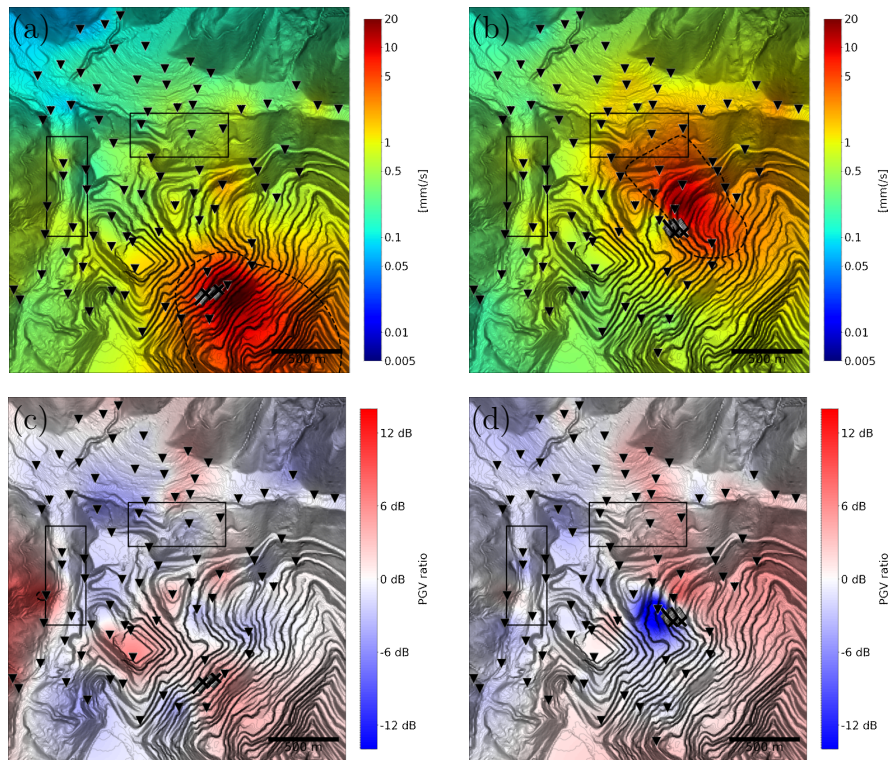 (a)
500 m
20
10
5
1
0.5
0.1
0.05
0.01
0.005
[mm(/s]
(b)
500 m
20
10
5
1
0.5
0.1
0.05
0.01
0.005
[mm(/s]
(c)
500 m
12 dB
6 dB
0 dB
-6 dB
-12 dB
PGV ratio
(d)
500 m
12 dB
6 dB
0 dB
-6 dB
-12 dB
PGV ratio